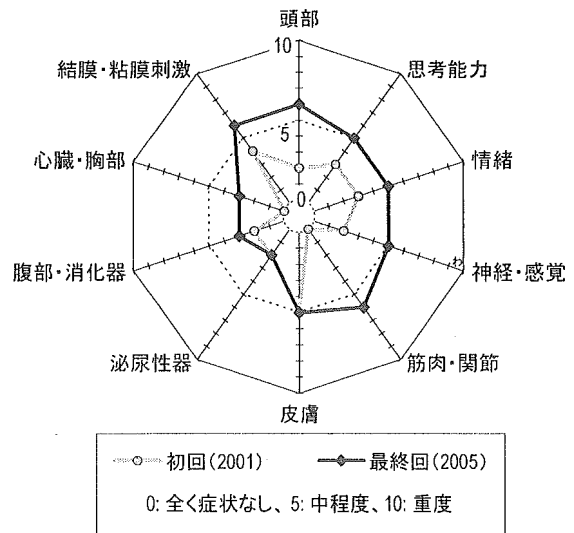 頭部
10
思考能力
結膜・粘膜刺激
5
情緒
心臓・胸部
0
神経・感覚
腹部・消化器
筋肉・関節
泌尿性器
皮膚
初回(2001) 最終回(2005)
0: 全く症状なし、5: 中程度、10: 重度